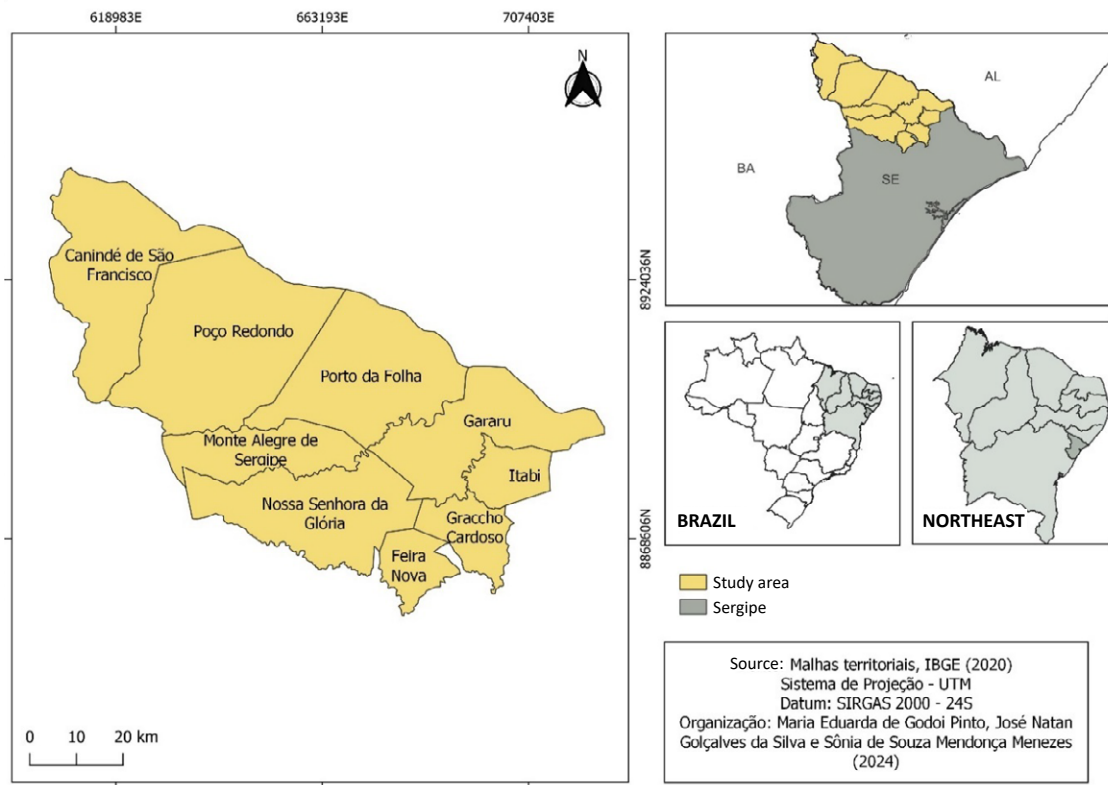 618983E
663193E
707403E
N
Canindé de São
Francisco
Poço Redondo
Porto da Folha
Gararu
Monte Alegre de
Sergipe
Itabi
Nossa Senhora da
Glória
Graccho
Cardoso
Feira
Nova
0 10 20 km
8924036N
8868606N
AL
BA
SE
BRAZIL
NORTHEAST
Study area
Sergipe
Source: Malhas territoriais, IBGE (2020)
Sistema de Projeção - UTM
Datum: SIRGAS 2000 - 24S
Organização: Maria Eduarda de Godoi Pinto, José Natan
Golçalves da Silva e Sônia de Souza Mendonça Menezes
(2024)